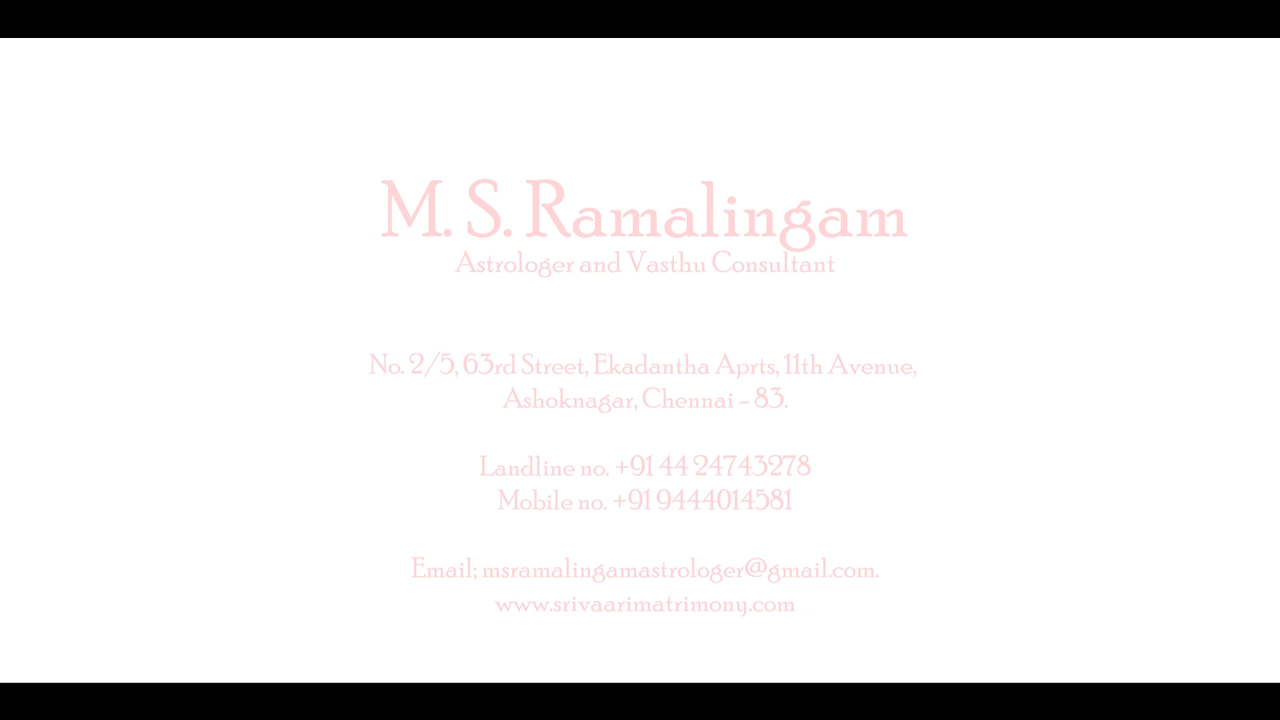 M. S. Ramalingam
Astrologer and Vasthu Consultant
No. 2/5, 63rd Street, Ekadantha Aprts, 11th Avenue,
Ashoknagar, Chennai - 83.
Landline no. +91 44 24743278
Mobile no. +91 9444014581
Email; msramalingamastrologer@gmail.com.
www.srivaarimatrimony.com